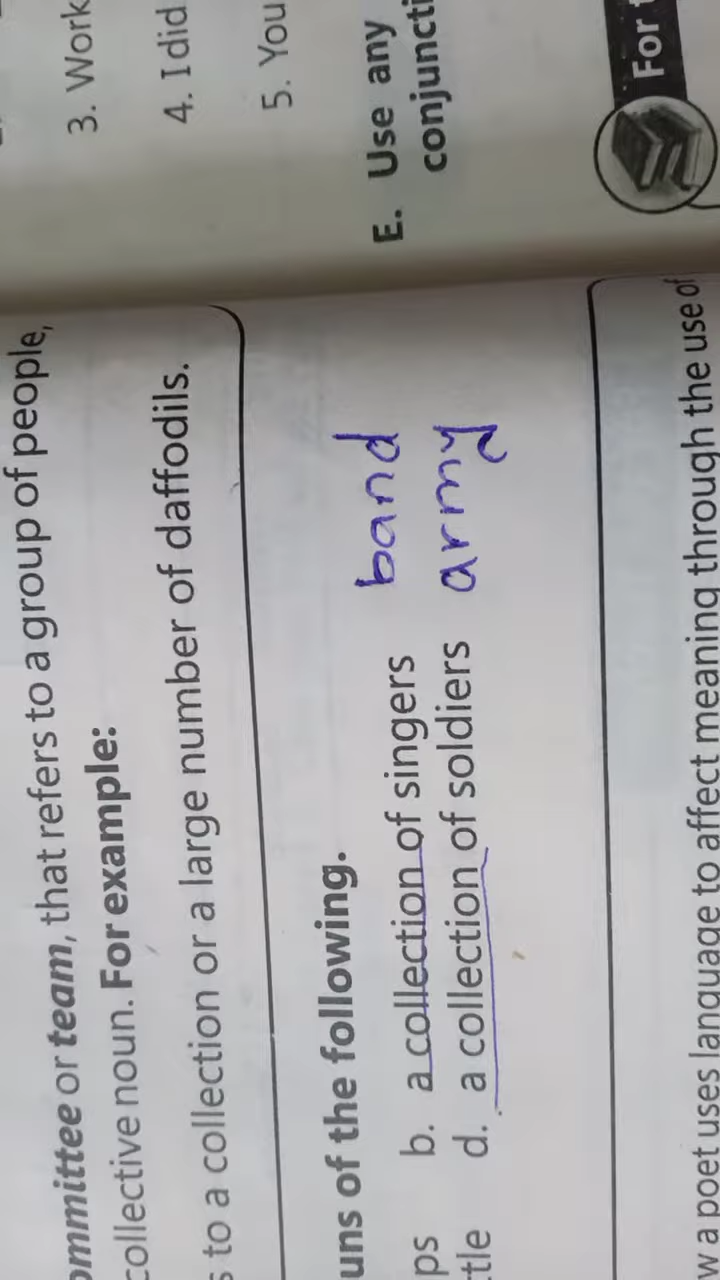 3. Work
4. I did
5. You
E. Use any
conjuncti
For
ommittee or team, that refers to a group of people,
collective noun. For example:
s to a collection or a large number of daffodils.
uns of the following.
ps b. a collection of singers band
tle d. a collection of soldiers army
w a poet uses language to affect meaning through the use of